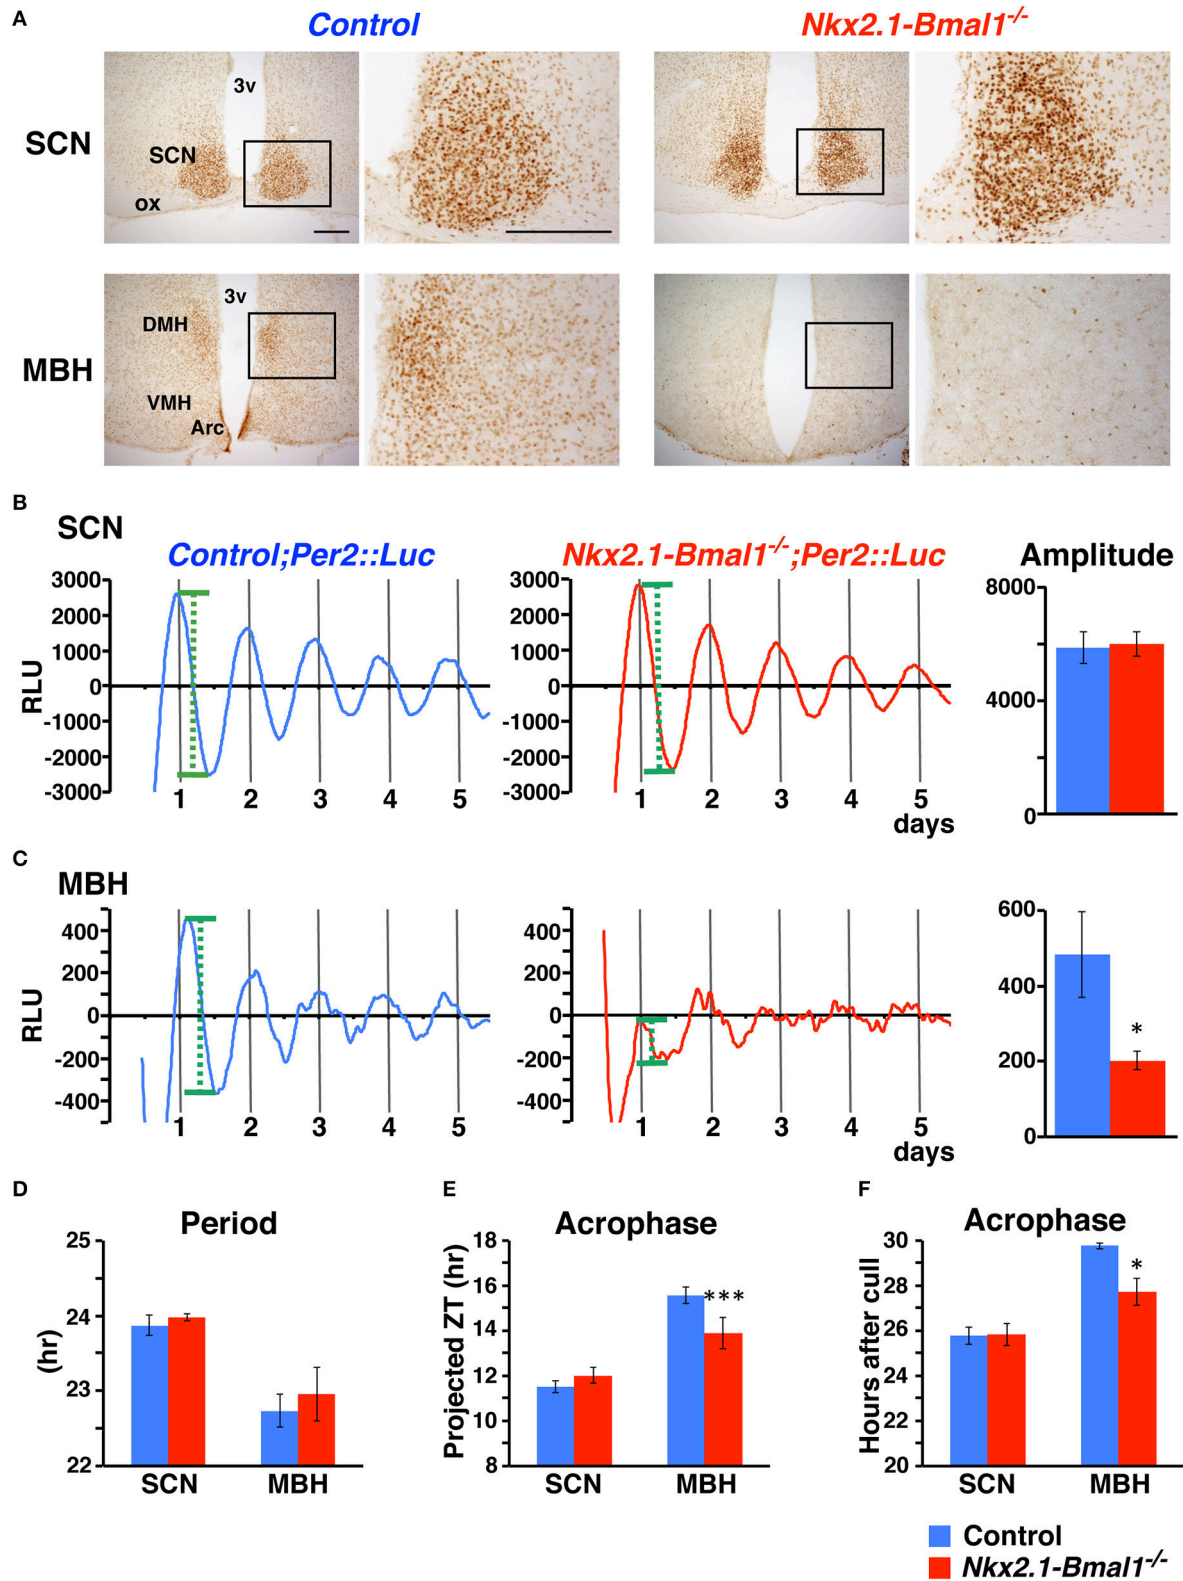 A
Control
Nkx2.1-Bmal1-/-
SCN
3v
SCN
ox
MBH
3v
DMH
VMH
Arc
B
SCN
Control;Per2::Luc
Nkx2.1-Bmal1-/-;Per2::Luc
Amplitude
RLU
3000
2000
1000
0
-1000
-2000
-3000
1 2 3 4 5
3000
2000
1000
0
-1000
-2000
-3000
1 2 3 4 5
days
8000
4000
0
C
MBH
RLU
400
200
0
-200
-400
1 2 3 4 5
400
200
0
-200
-400
1 2 3 4 5
days
600
400
200
0
*
D
Period
(hr)
25
24
23
22
SCN MBH
E
Acrophase
Projected ZT (hr)
18
16
14
12
10
8
***
SCN MBH
F
Acrophase
Hours after cull
30
28
26
24
22
20
*
SCN MBH
Control
Nkx2.1-Bmal1-/-